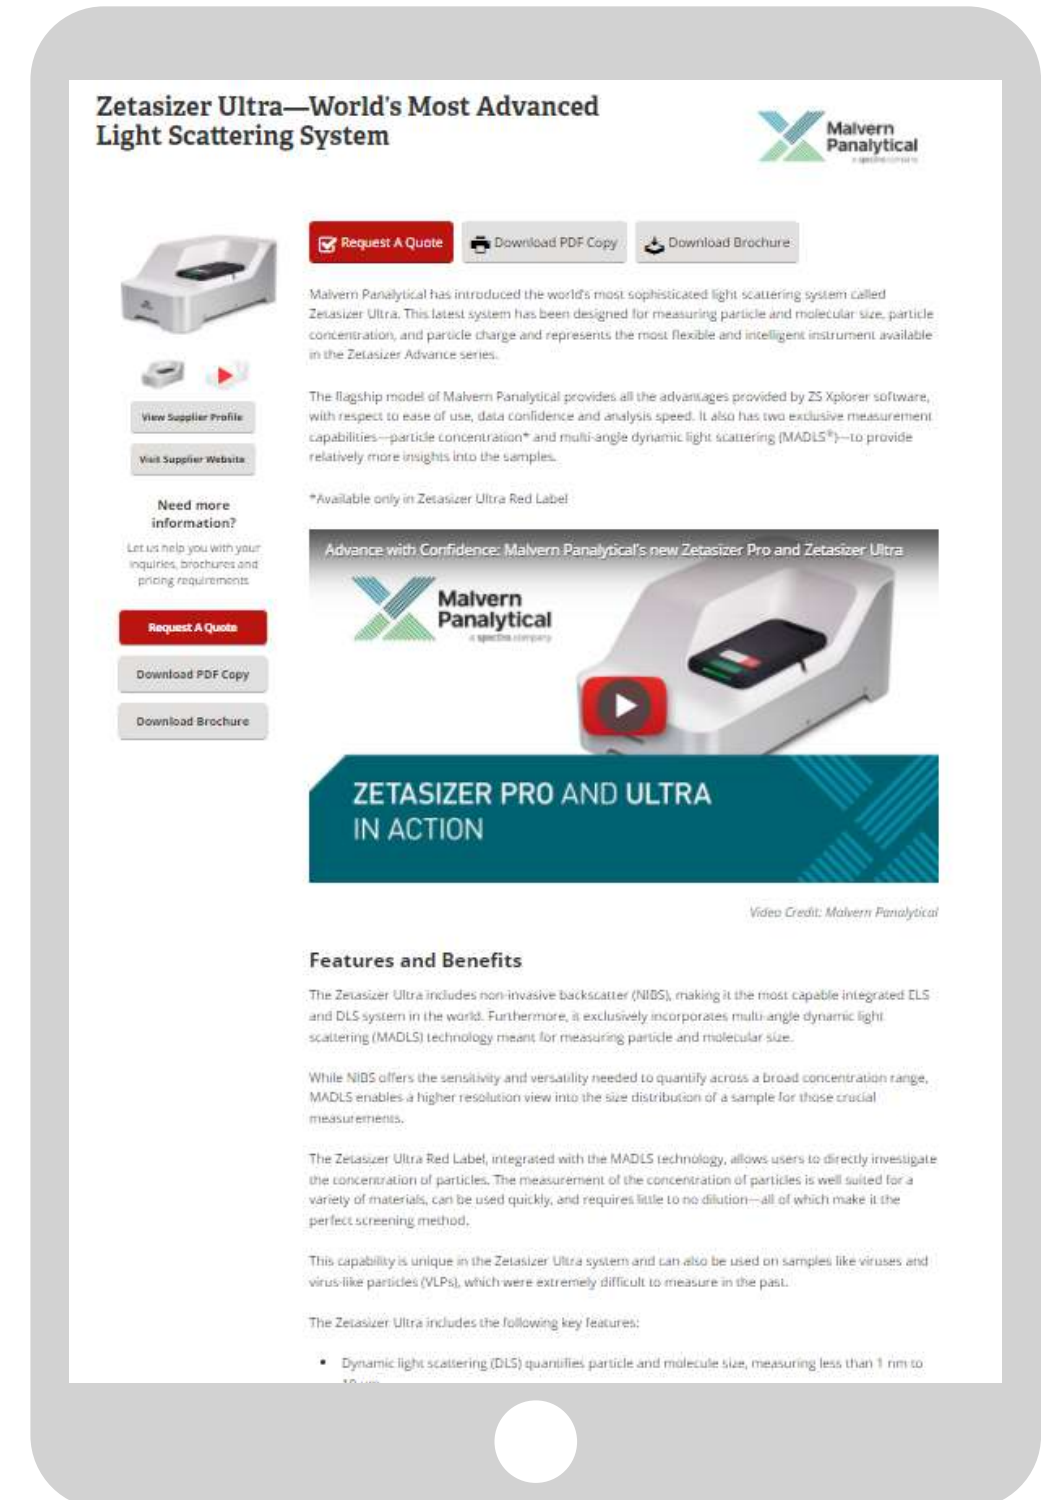 Zetasizer Ultra—World's Most Advanced
Light Scattering System
Malvern
Panalytical
a spectris company
Request A Quote
Download PDF Copy
Download Brochure
Malvern Panalytical has introduced the world's most sophisticated light scattering system called
Zetasizer Ultra. This latest system has been designed for measuring particle and molecular size, particle
concentration, and particle charge and represents the most flexible and intelligent instrument available
in the Zetasizer Advance series.
The flagship model of Malvern Panalytical provides all the advantages provided by ZS Xplorer software,
with respect to ease of use, data confidence and analysis speed. It also has two exclusive measurement
capabilities—particle concentration* and multi-angle dynamic light scattering (MADLS®)—to provide
relatively more insights into the samples.
*Available only in Zetasizer Ultra Red Label
View Supplier Profile
Visit Supplier Website
Need more
information?
Let us help you with your
inquiries, brochures and
pricing requirements
Request A Quote
Download PDF Copy
Download Brochure
Advance with Confidence: Malvern Panalytical's new Zetasizer Pro and Zetasizer Ultra
Malvern
Panalytical
a spectris company
ZETASIZER PRO AND ULTRA
IN ACTION
Video Credit: Malvern Panalytical
Features and Benefits
The Zetasizer Ultra includes non-invasive backscatter (NIBS), making it the most capable integrated ELS
and DLS system in the world. Furthermore, it exclusively incorporates multi-angle dynamic light
scattering (MADLS) technology meant for measuring particle and molecular size.
While NIBS offers the sensitivity and versatility needed to quantify across a broad concentration range,
MADLS enables a higher resolution view into the size distribution of a sample for those crucial
measurements.
The Zetasizer Ultra Red Label, integrated with the MADLS technology, allows users to directly investigate
the concentration of particles. The measurement of the concentration of particles is well suited for a
variety of materials, can be used quickly, and requires little to no dilution—all of which make it the
perfect screening method.
This capability is unique in the Zetasizer Ultra system and can also be used on samples like viruses and
virus-like particles (VLPs), which were extremely difficult to measure in the past.
The Zetasizer Ultra includes the following key features:
• Dynamic light scattering (DLS) quantifies particle and molecule size, measuring less than 1 nm to